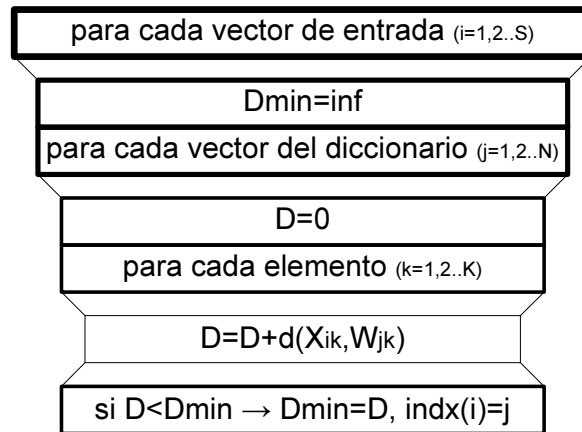 para cada vector de entrada (i=1,2..S)
Dmin=inf
para cada vector del diccionario (j=1,2..N)
D=0
para cada elemento (k=1,2..K)
D=D+d(Xik,Wjk)
si D<Dmin → Dmin=D, indx(i)=j